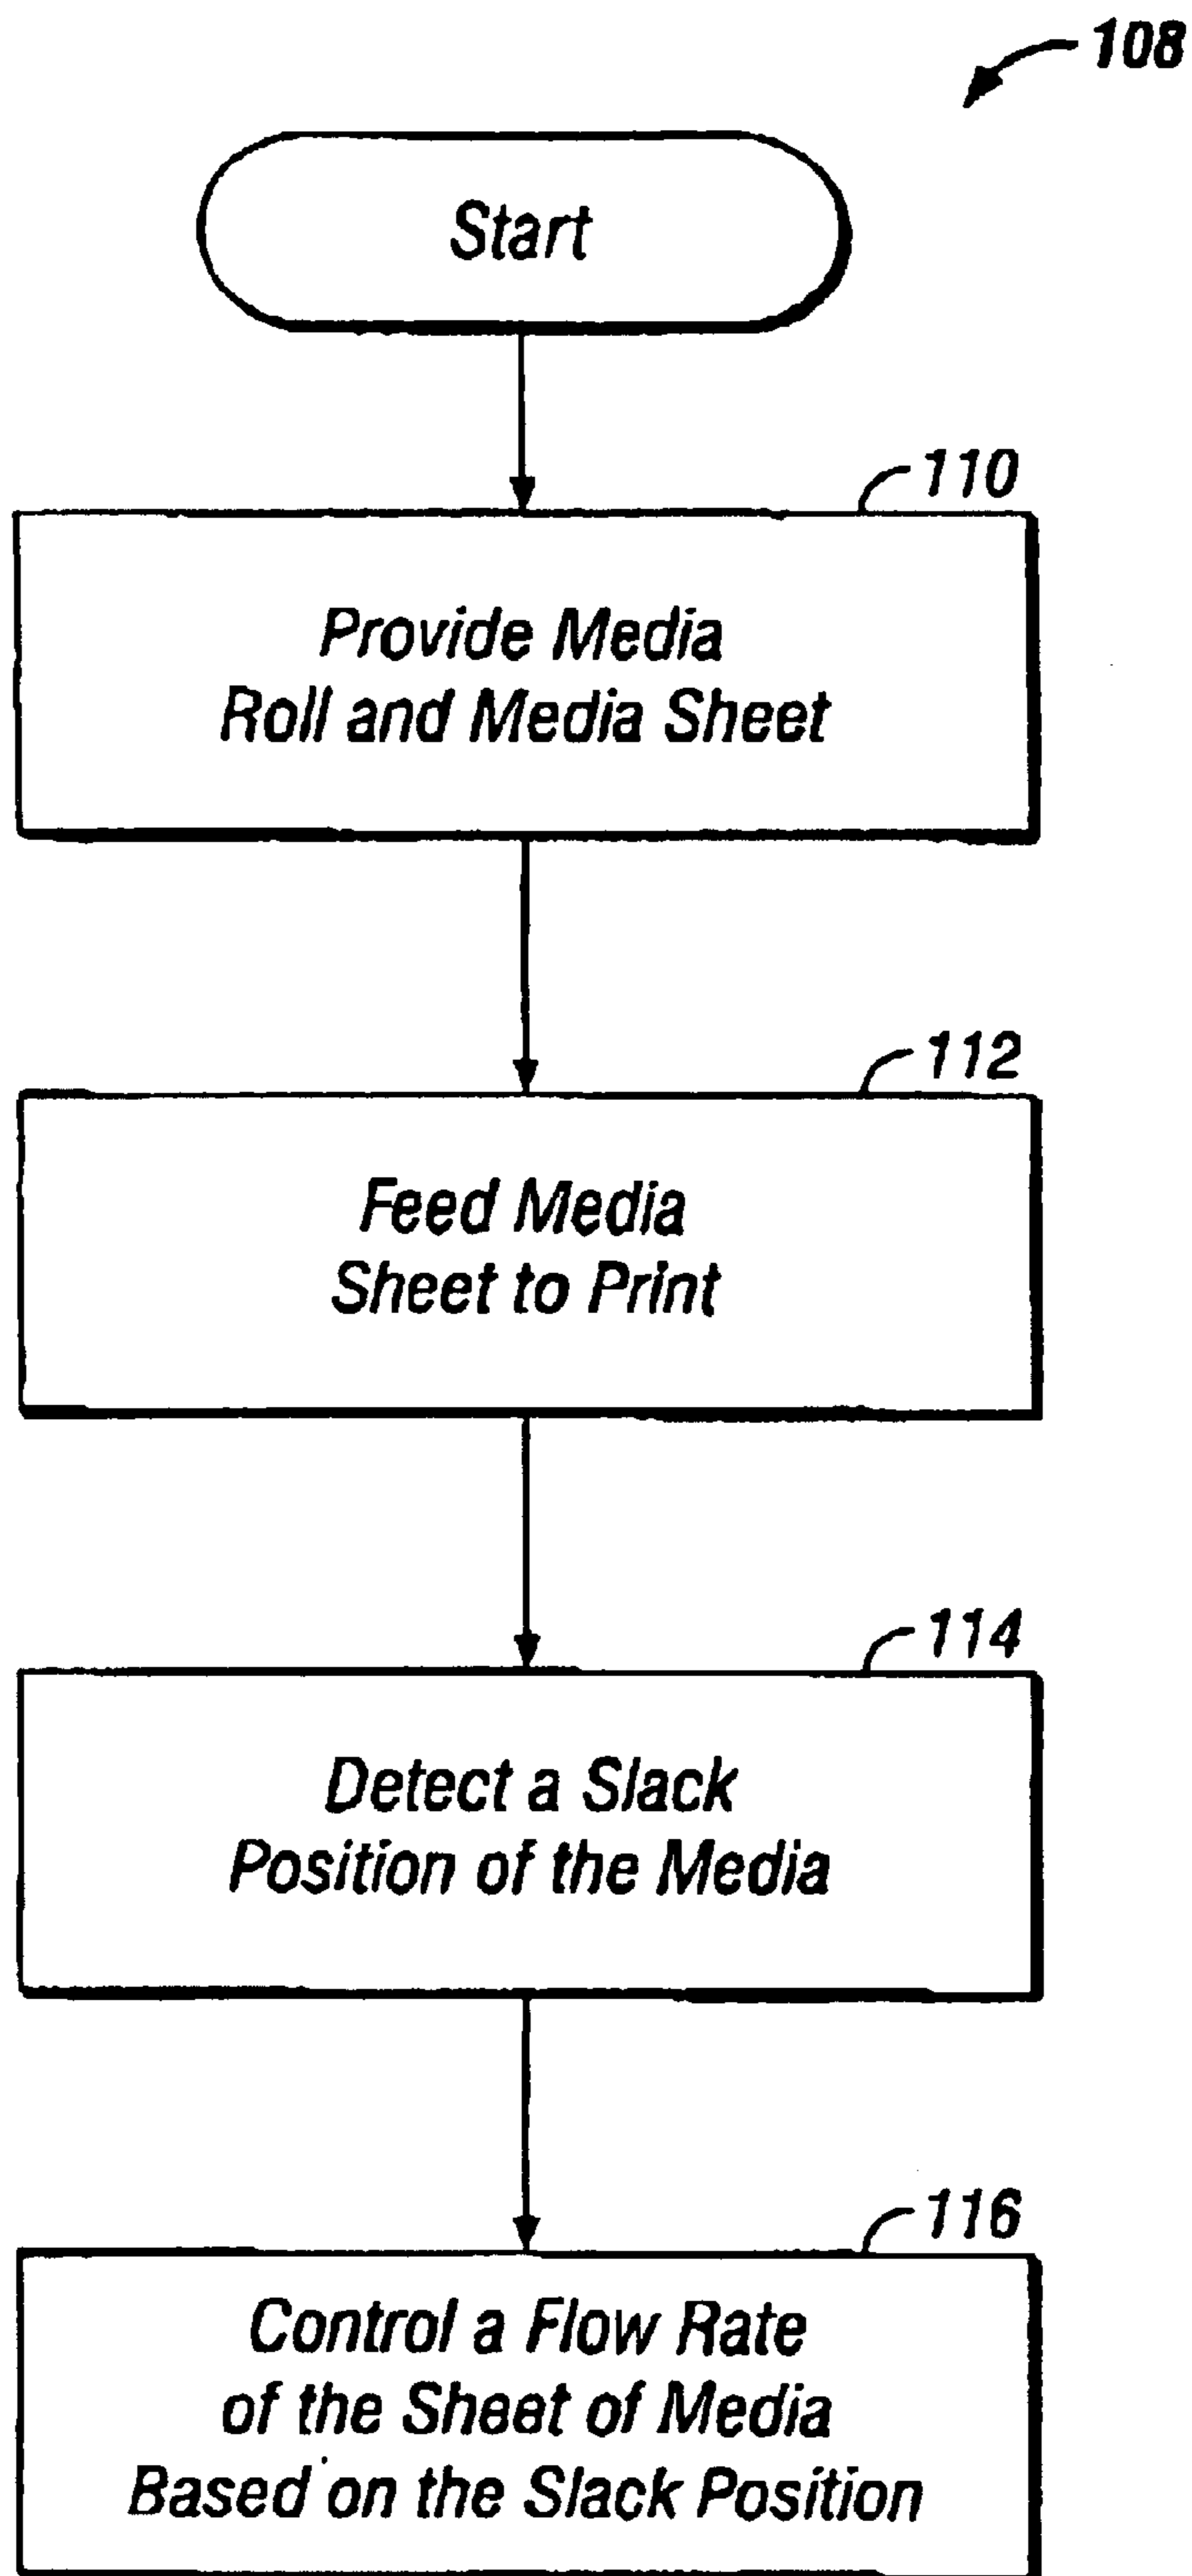 108
Start
110
Provide Media
Roll and Media Sheet
112
Feed Media
Sheet to Print
114
Detect a Slack
Position of the Media
116
Control a Flow Rate
of the Sheet of Media
Based on the Slack Position